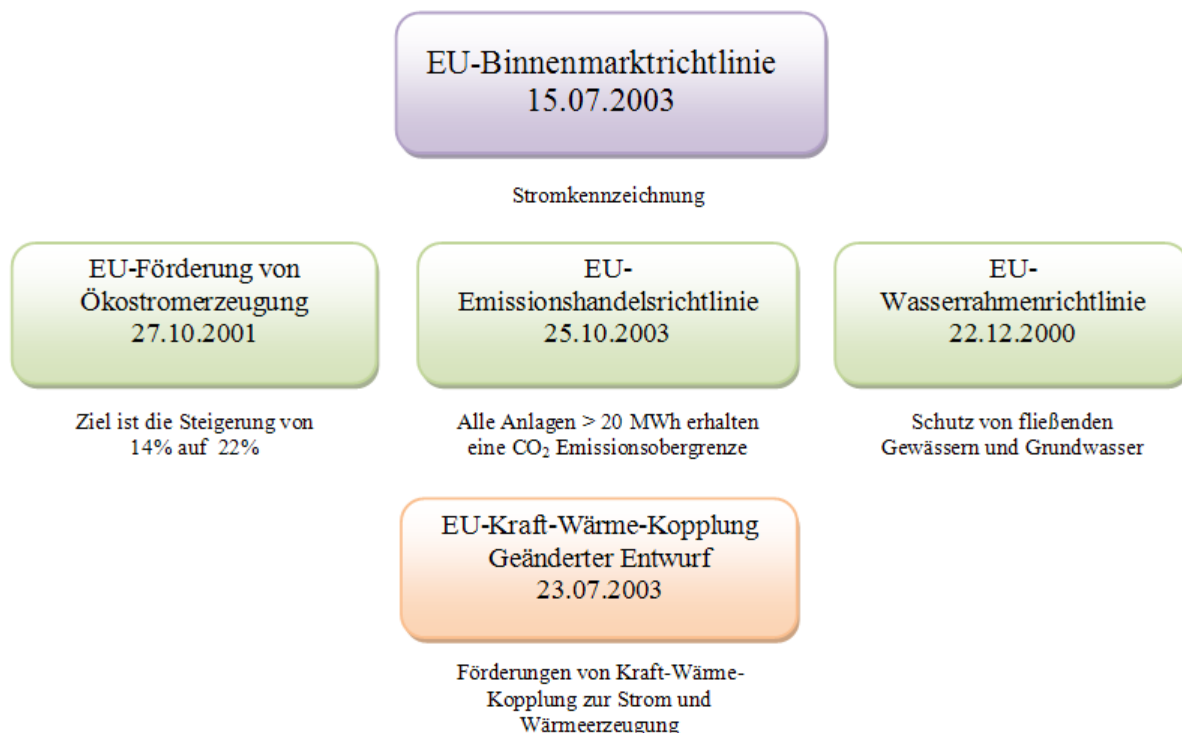 EU-Binnenmarktrichtlinie
15.07.2003
Stromkennzeichnung
EU-Förderung von
Ökostromerzeugung
27.10.2001
Ziel ist die Steigerung von
14% auf 22%
EU-
Emissionshandelsrichtlinie
25.10.2003
Alle Anlagen > 20 MWh erhalten
eine CO₂ Emissionsobergrenze
EU-
Wasserrahmenrichtlinie
22.12.2000
Schutz von fließenden
Gewässern und Grundwasser
EU-Kraft-Wärme-Kopplung
Geänderter Entwurf
23.07.2003
Förderungen von Kraft-Wärme-
Kopplung zur Strom und
Wärmeerzeugung